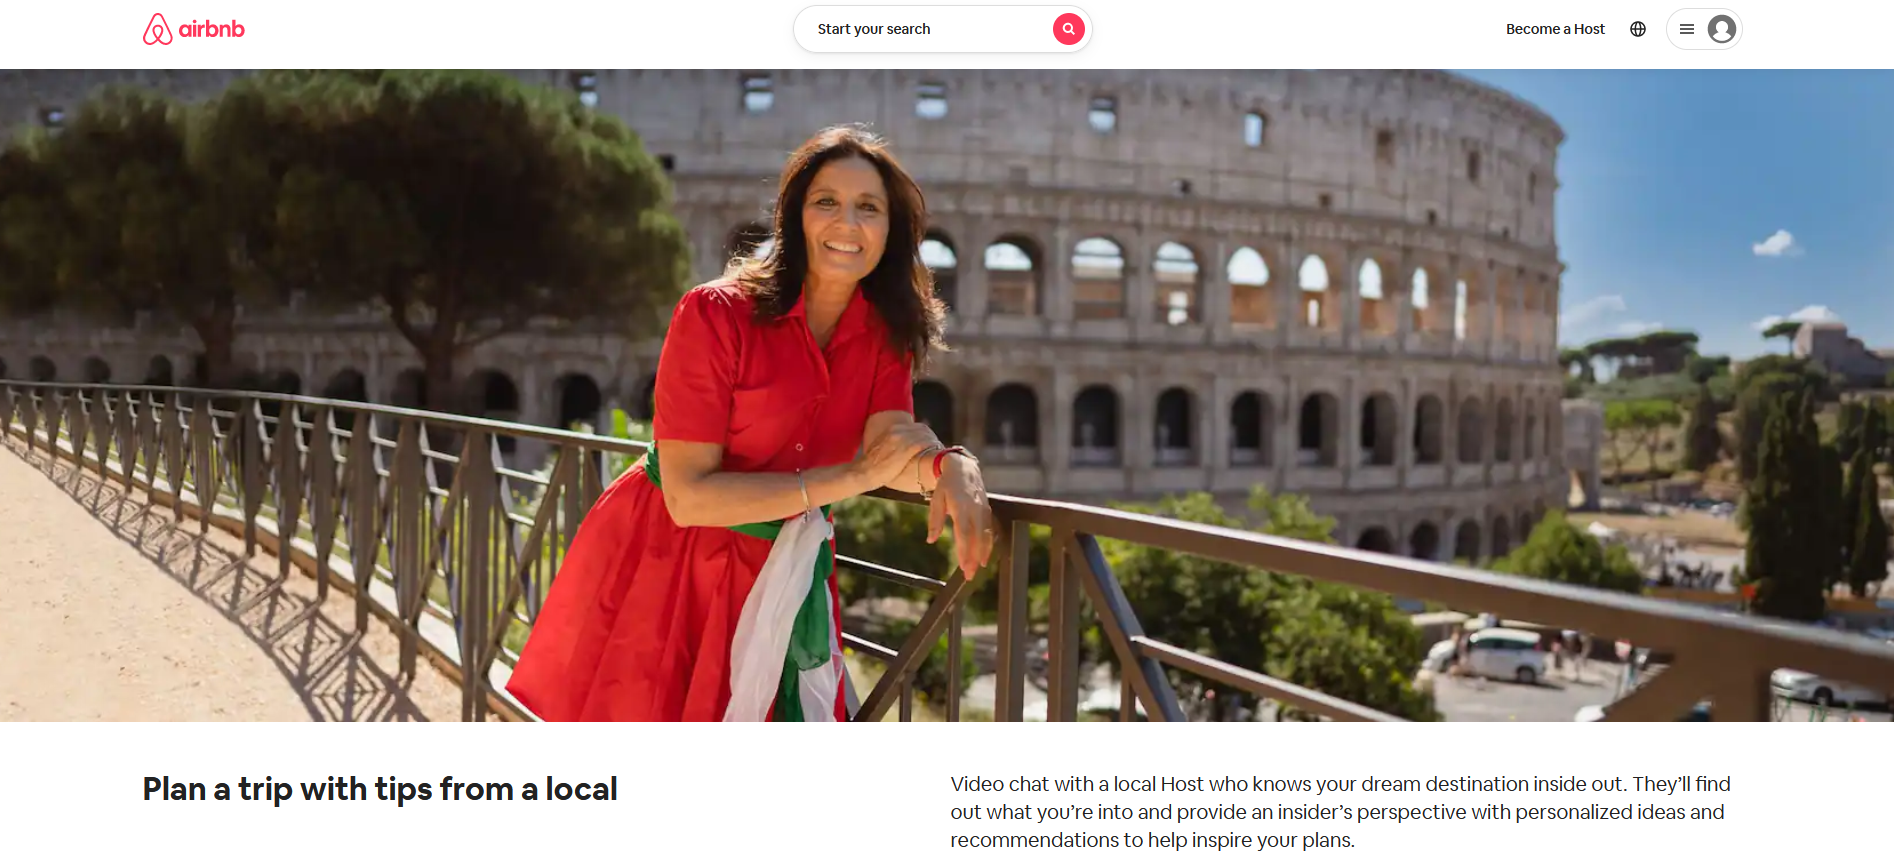 airbnb
Start your search
Become a Host
Plan a trip with tips from a local
Video chat with a local Host who knows your dream destination inside out. They’ll find
out what you’re into and provide an insider’s perspective with personalized ideas and
recommendations to help inspire your plans.